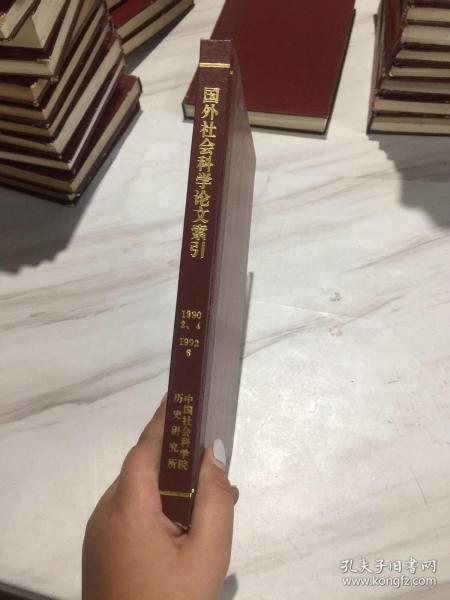 国外社会科学论文索引
1990
2、4
1992
6
中国社会科学院
历史研究所
孔夫子旧书网
www.kongfz.com